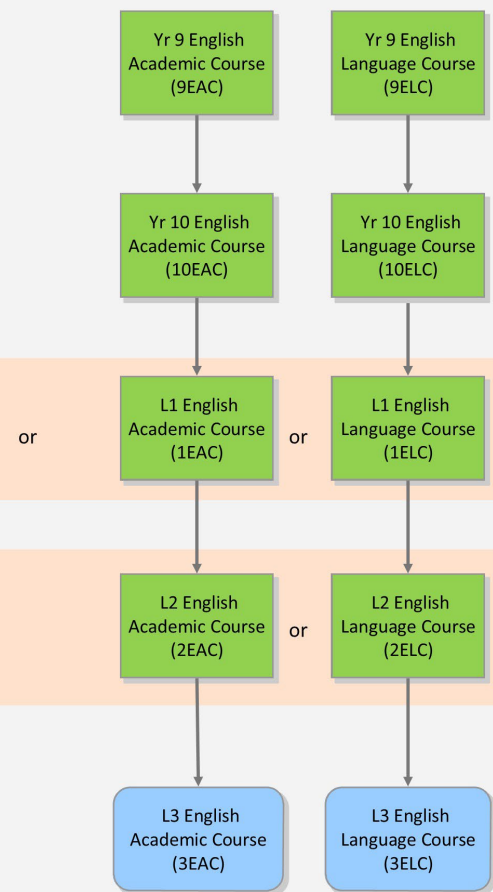 Yr 9 English
Academic Course
(9EAC)
Yr 9 English
Language Course
(9ELC)
Yr 10 English
Academic Course
(10EAC)
Yr 10 English
Language Course
(10ELC)
or
L1 English
Academic Course
(1EAC)
or
L1 English
Language Course
(1ELC)
L2 English
Academic Course
(2EAC)
or
L2 English
Language Course
(2ELC)
L3 English
Academic Course
(3EAC)
L3 English
Language Course
(3ELC)